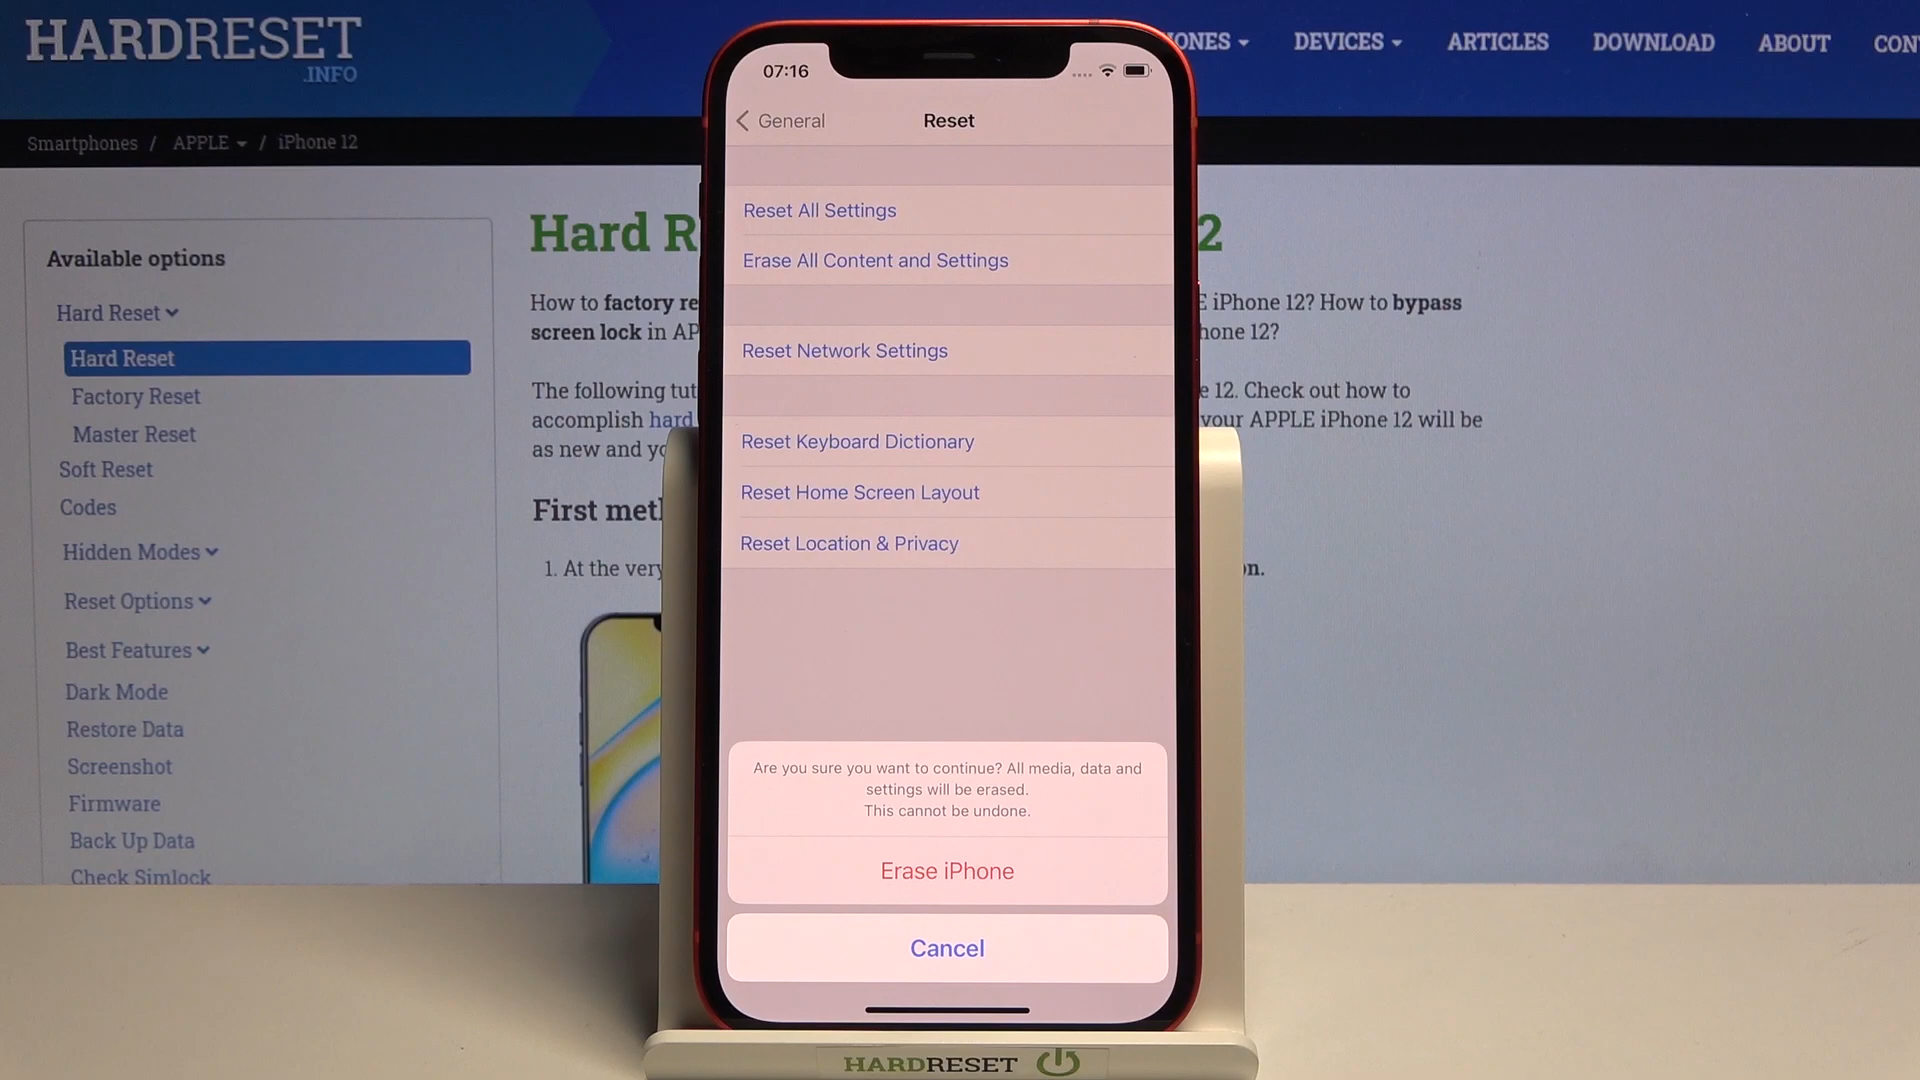 HARDRESET
.INFO
DEVICES
ARTICLES
DOWNLOAD
ABOUT
Smartphones / APPLE / iPhone 12
Available options
Hard Reset
Hard Reset
Factory Reset
Master Reset
Soft Reset
Codes
Hidden Modes
Reset Options
Best Features
Dark Mode
Restore Data
Screenshot
Firmware
Back Up Data
Check Simlock
Hard R
2
How to factory re
iPhone 12? How to bypass
screen lock in AP
hone 12?
The following tut
e 12. Check out how to
accomplish hard
your APPLE iPhone 12 will be
as new and yo
First met
1. At the very
n.
07:16
General
Reset
Reset All Settings
Erase All Content and Settings
Reset Network Settings
Reset Keyboard Dictionary
Reset Home Screen Layout
Reset Location & Privacy
Are you sure you want to continue? All media, data and
settings will be erased.
This cannot be undone.
Erase iPhone
Cancel
HARDRESET